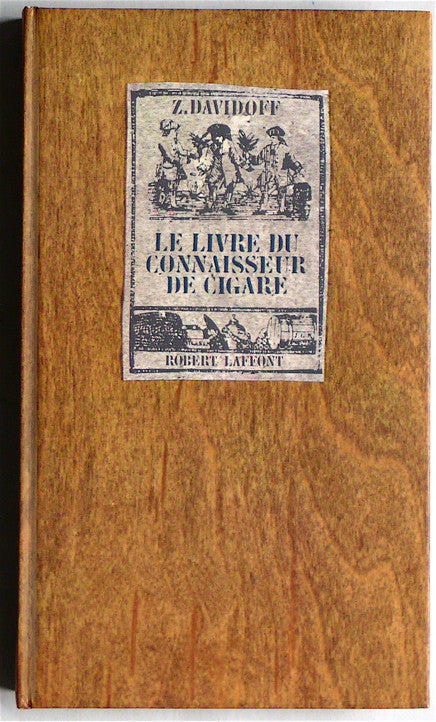 Z. DAVIDOFF
LE LIVRE DU
CONNAISSEUR
DE CIGARE
ROBERT LAFFONT